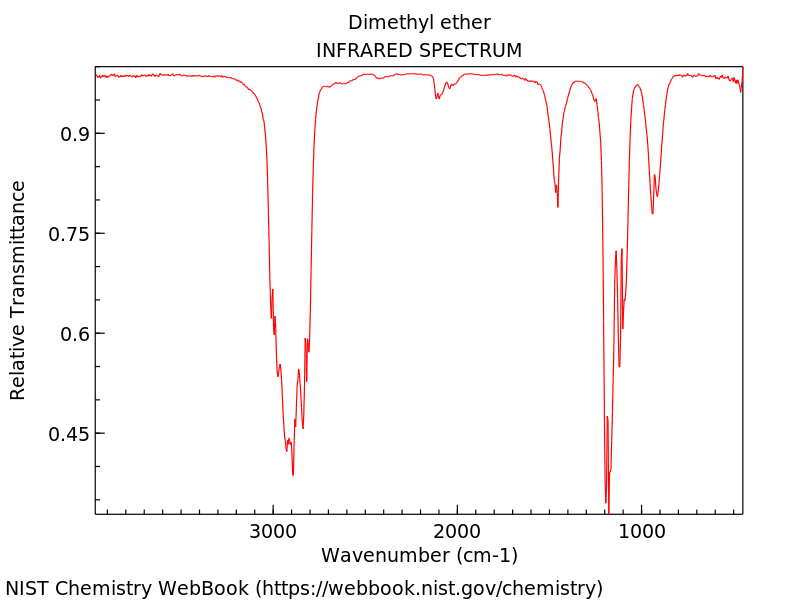 Dimethyl ether
INFRARED SPECTRUM
Relative Transmittance
0.9
0.75
0.6
0.45
3000 2000 1000
Wavenumber (cm-1)
NIST Chemistry WebBook (https://webbook.nist.gov/chemistry)